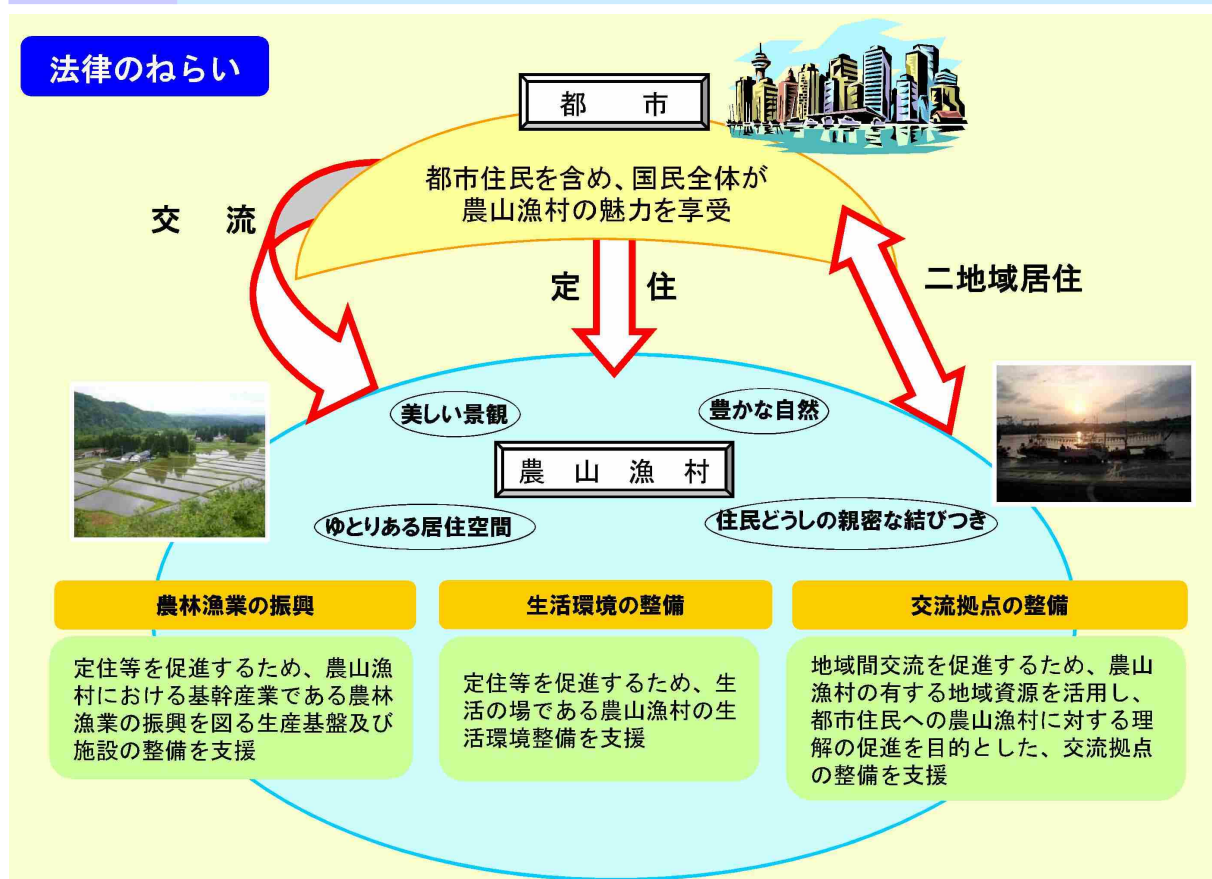 法律のねらい
都　市
都市住民を含め、国民全体が
農山漁村の魅力を享受
交　流
定　住
二地域居住
美しい景観
豊かな自然
農　山　漁　村
ゆとりある居住空間
住民どうしの親密な結びつき
農林漁業の振興
定住等を促進するため、農山漁
村における基幹産業である農林
漁業の振興を図る生産基盤及び
施設の整備を支援
生活環境の整備
定住等を促進するため、生
活の場である農山漁村の生
活環境整備を支援
交流拠点の整備
地域間交流を促進するため、農山
漁村の有する地域資源を活用し、
都市住民への農山漁村に対する理
解の促進を目的とした、交流拠点
の整備を支援